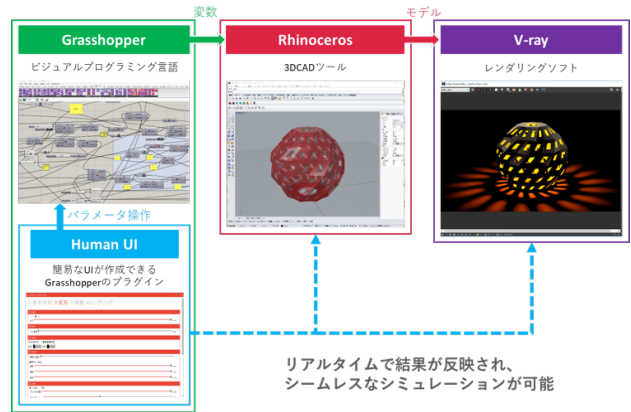 変数
モデル
Grasshopper
Rhinoceros
V-ray
ビジュアルプログラミング言語
3DCADツール
レンダリングソフト
パラメータ操作
Human UI
簡易なUIが作成できる
Grasshopperのプラグイン
リアルタイムで結果が反映され、
シームレスなシミュレーションが可能